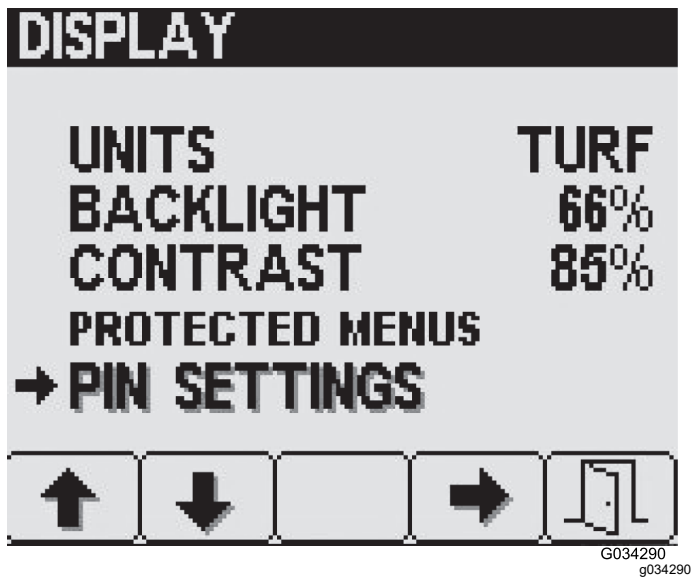 DISPLAY
UNITS TURF
BACKLIGHT 66%
CONTRAST 85%
PROTECTED MENUS
PIN SETTINGS
G034290
g034290